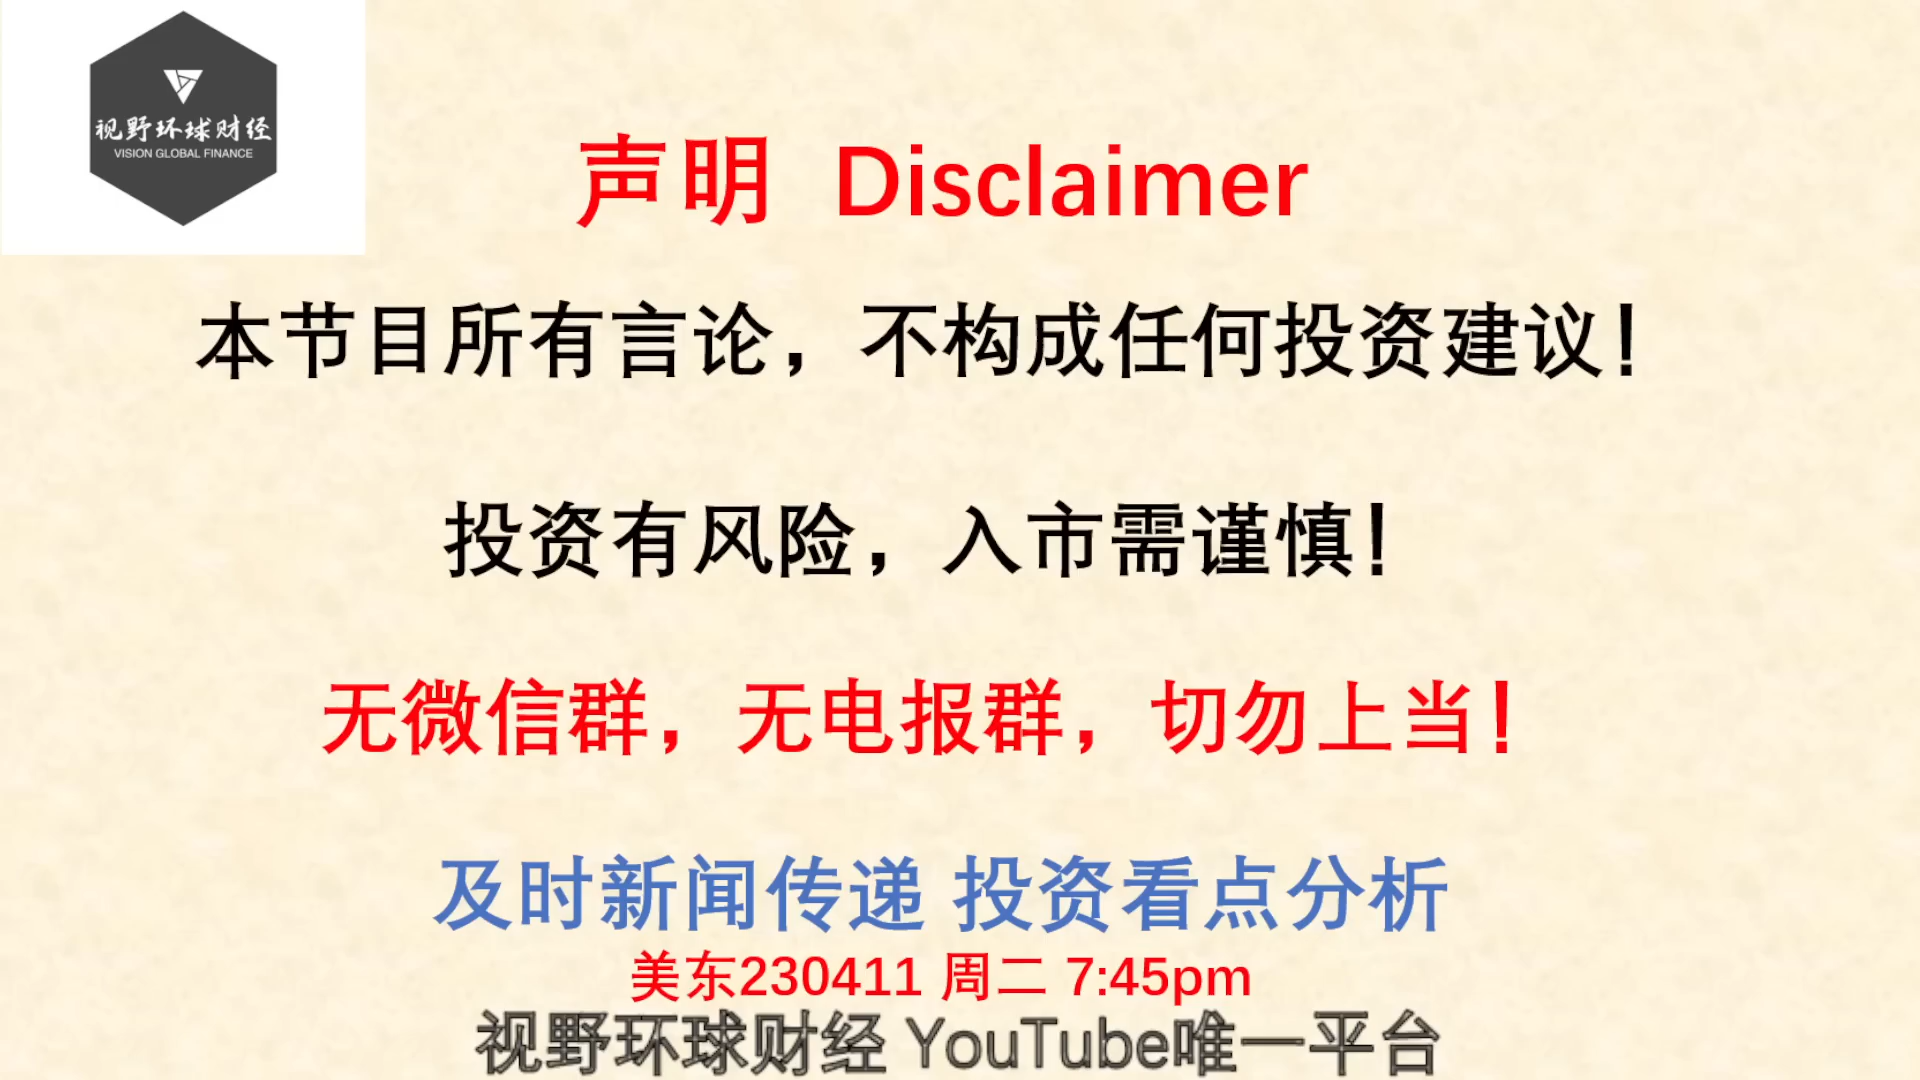 视野环球财经
VISION GLOBAL FINANCE
声明 Disclaimer
本节目所有言论，不构成任何投资建议！
投资有风险，入市需谨慎！
无微信群，无电报群，切勿上当！
及时新闻传递 投资看点分析
美东230411 周二 7:45pm
视野环球财经 YouTube唯一平台